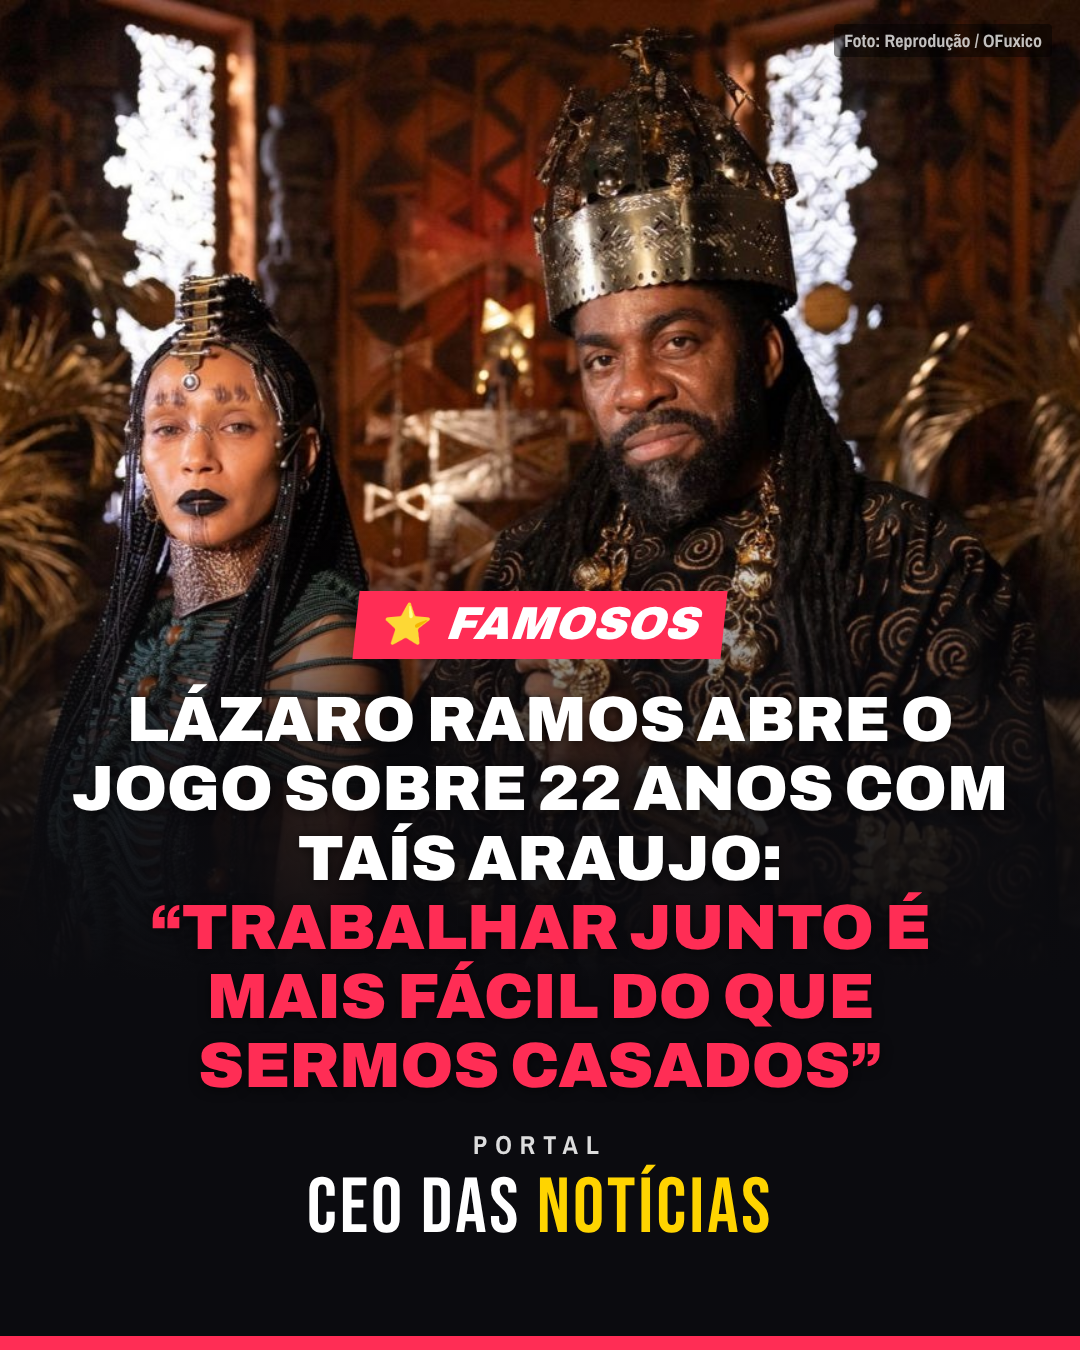 Foto: Reprodução / OFuxico
⭐ FAMOSOS
LÁZARO RAMOS ABRE O
JOGO SOBRE 22 ANOS COM
TAÍS ARAUJO:
“TRABALHAR JUNTO É
MAIS FÁCIL DO QUE
SERMOS CASADOS”
PORTAL
CEO DAS NOTÍCIAS